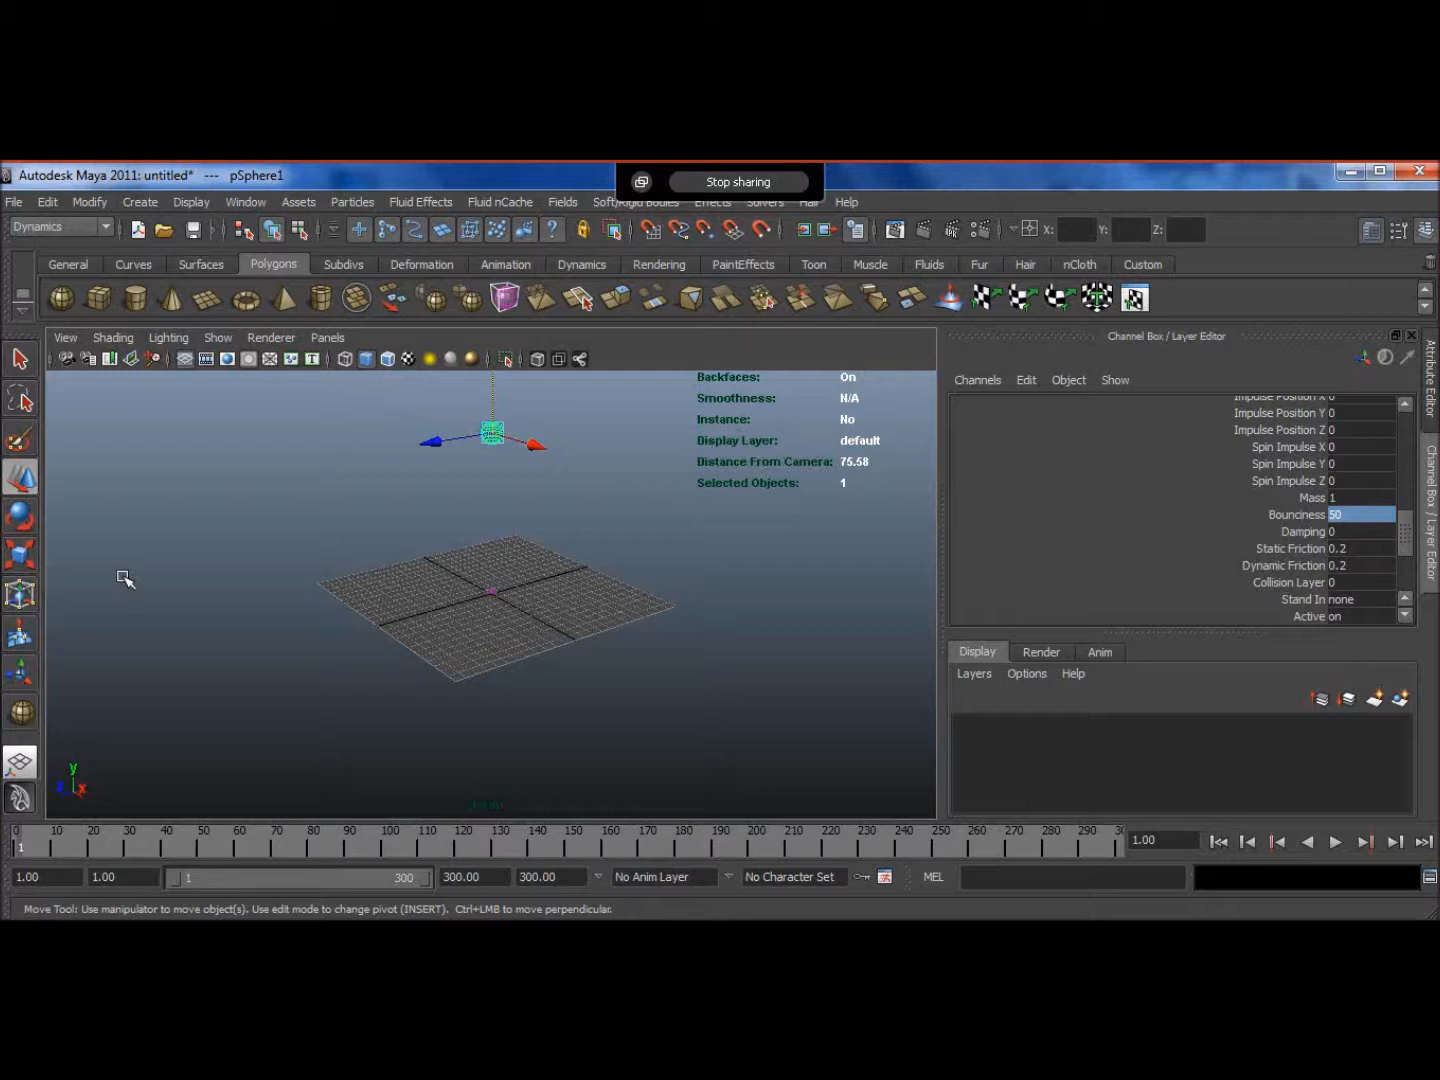 Autodesk Maya 2011: untitled* --- pSphere1
Stop sharing
File Edit Modify Create Display Window Assets Particles Fluid Effects Fluid nCache Fields Soft/Rigid Bodies Effects Solvers Hair Help
Dynamics X: Y: Z:
General Curves Surfaces Polygons Subdivs Deformation Animation Dynamics Rendering PaintEffects Toon Muscle Fluids Fur Hair nCloth Custom
View Shading Lighting Show Renderer Panels
Channel Box / Layer Editor
Channels Edit Object Show
Backfaces: On
Smoothness: N/A
Instance: No
Display Layer: default
Distance From Camera: 75.58
Selected Objects: 1
Impulse Position X 0
Impulse Position Y 0
Impulse Position Z 0
Spin Impulse X 0
Spin Impulse Y 0
Spin Impulse Z 0
Mass 1
Bounciness 50
Damping 0
Static Friction 0.2
Dynamic Friction 0.2
Collision Layer 0
Stand In none
Active on
Attribute Editor
Channel Box / Layer Editor
Display Render Anim
Layers Options Help
y
z x
0 10 20 30 40 50 60 70 80 90 100 110 120 130 140 150 160 170 180 190 200 210 220 230 240 250 260 270 280 290 30
1 1.00
1.00 1.00 1 300 300.00 300.00 No Anim Layer No Character Set MEL
Move Tool: Use manipulator to move object(s). Use edit mode to change pivot (INSERT). Ctrl+LMB to move perpendicular.